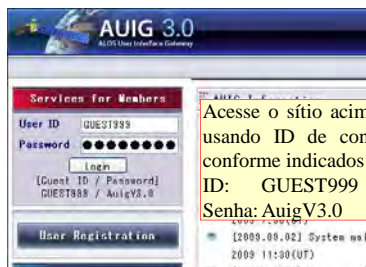 AUIG 3.0
ALOS User Interface Gateway
Services for Members
User ID GUEST999
Password
Login
[Guest ID / Password]
GUEST999 / AuigV3.0
User Registration
Acesse o sítio acim
usando ID de con
conforme indicados
ID: GUEST999
Senha: AuigV3.0
[2009.09.02] System mai
2009 11:30(UT)